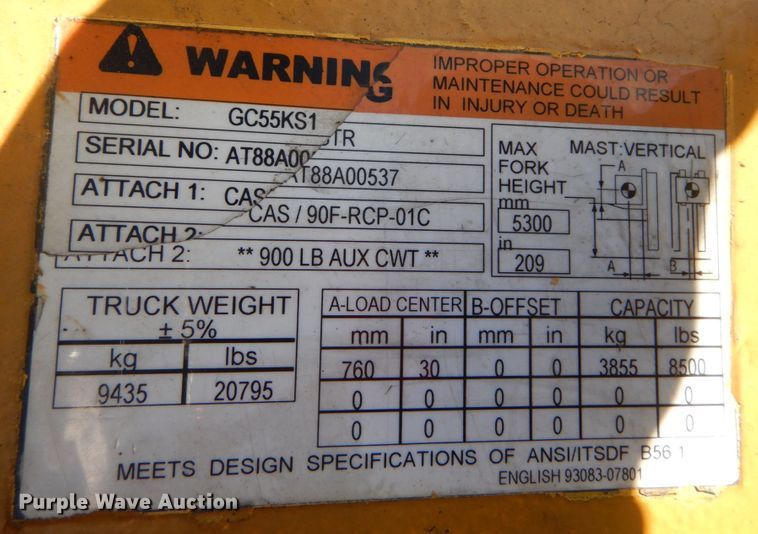 WARNING
IMPROPER OPERATION OR
MAINTENANCE COULD RESULT
IN INJURY OR DEATH
MODEL: GC55KS1
STR
SERIAL NO: AT88A00
AT88A00537
ATTACH 1: CAS
CAS / 90F-RCP-01C
ATTACH 2:
ATTACH 2: ** 900 LB AUX CWT **
MAX
FORK
HEIGHT
mm
5300
in
209
MAST:VERTICAL
A
A B
TRUCK WEIGHT
± 5%
kg lbs
9435 20795
A-LOAD CENTER B-OFFSET CAPACITY
mm in mm in kg lbs
760 30 0 0 3855 8500
0 0 0 0 0 0
0 0 0 0 0 0
MEETS DESIGN SPECIFICATIONS OF ANSI/ITSDF B56 1
ENGLISH 93083-07801
Purple Wave Auction